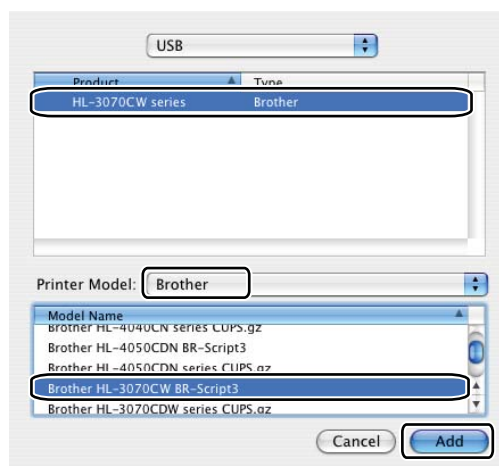 USB
Product Type
HL-3070CW series Brother
Printer Model: Brother
Model Name
Brother HL-4040CN series CUPS.gz
Brother HL-4050CDN BR-Script3
Brother HL-4050CDN series CUPS.gz
Brother HL-3070CW BR-Script3
Brother HL-3070CDW series CUPS.gz
Cancel Add